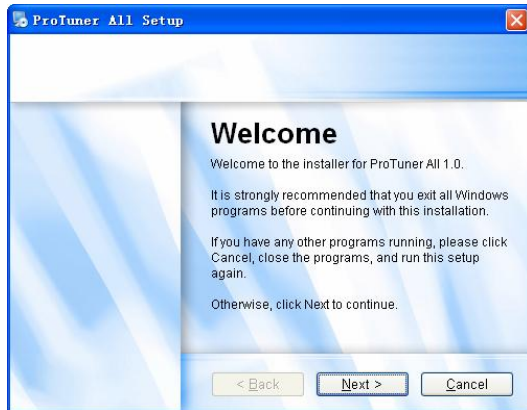 ProTuner All Setup
Welcome
Welcome to the installer for ProTuner All 1.0.
It is strongly recommended that you exit all Windows
programs before continuing with this installation.
If you have any other programs running, please click
Cancel, close the programs, and run this setup
again.
Otherwise, click Next to continue.
< Back
Next >
Cancel